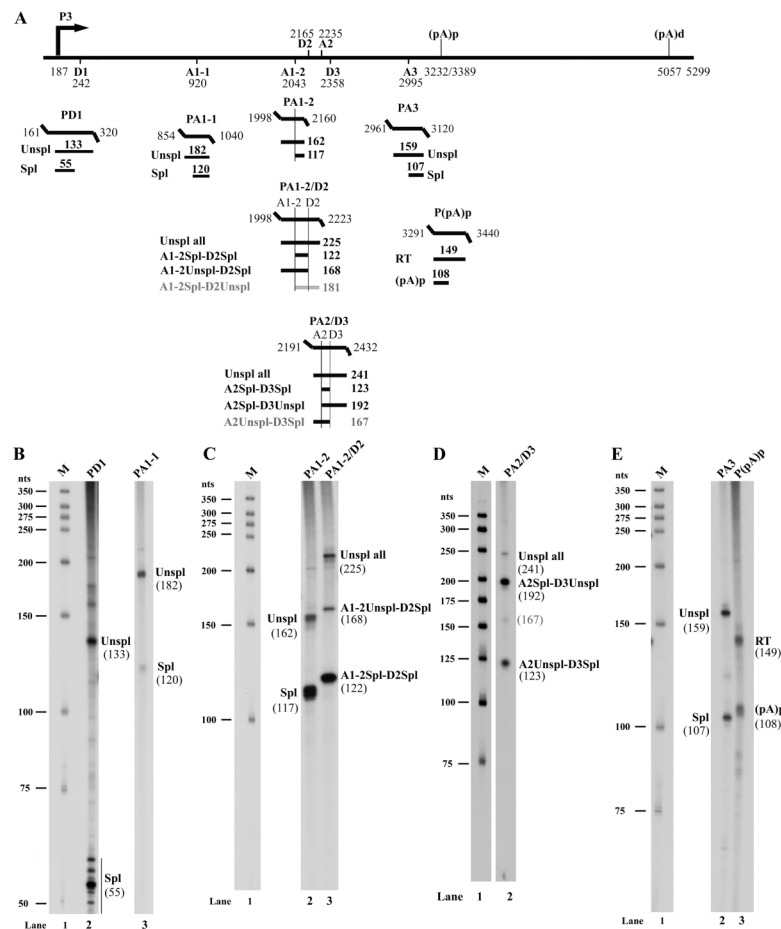 A
P3
2165 2235
D2 A2
(pA)p
(pA)d
187 D1 A1-1 A1-2 D3 A3 3232/3389 5057 5299
242 920 2043 2358 2995
PD1
161 320
Unspl 133
Spl 55
PA1-1
854 1040
Unspl 182
Spl 120
PA1-2
1998 2160
162
117
PA3
2961 3120
159 Unspl
107 Spl
PA1-2/D2
A1-2 D2
1998 2223
Unspl all 225
A1-2Spl-D2Spl 122
A1-2Unspl-D2Spl 168
A1-2Spl-D2Unspl 181
P(pA)p
3291 3440
RT 149
(pA)p 108
PA2/D3
A2 D3
2191 2432
Unspl all 241
A2Spl-D3Spl 123
A2Spl-D3Unspl 192
A2Unspl-D3Spl 167
B
nts M PD1 PA1-1
350
300
275
250
200
150
100
75
50
Unspl
(133)
Spl
(55)
Unspl
(182)
Spl
(120)
Lane 1 2 3
C
nts M PA1-2 PA1-2/D2
350
300
275
250
200
150
100
Unspl
(162)
Spl
(117)
Unspl all
(225)
A1-2Unspl-D2Spl
(168)
A1-2Spl-D2Spl
(122)
Lane 1 2 3
D
nts M PA2/D3
350
300
250
200
175
150
125
100
75
Unspl all
(241)
A2Spl-D3Unspl
(192)
(167)
A2Unspl-D3Spl
(123)
Lane 1 2
E
nts M PA3 P(pA)p
350
300
275
250
200
150
100
75
Unspl
(159)
Spl
(107)
RT
(149)
(pA)p
(108)
Lane 1 2 3